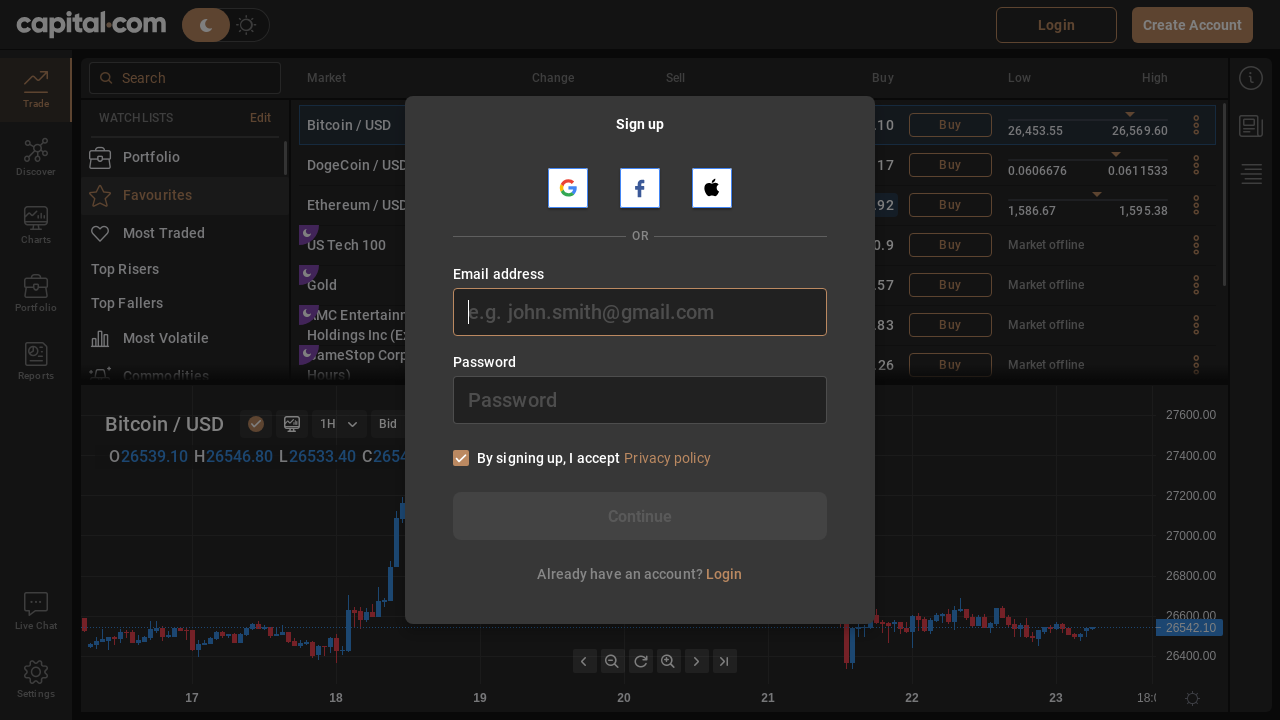 capital.com
Login
Create Account
Trade
Discover
Charts
Portfolio
Reports
Live Chat
Settings
Search
Market
Change
Sell
Buy
Low
High
WATCHLISTS
Edit
Portfolio
Favourites
Most Traded
Top Risers
Top Fallers
Most Volatile
Commodities
Bitcoin / USD
.10
Buy
26,453.55
26,569.60
DogeCoin / USD
17
Buy
0.0606676
0.0611533
Ethereum / USD
.92
Buy
1,586.67
1,595.38
US Tech 100
0.9
Buy
Market offline
Gold
.57
Buy
Market offline
AMC Entertainm
Holdings Inc (Ex
.83
Buy
Market offline
GameStop Corp
Hours)
.26
Buy
Market offline
Sign up
OR
Email address
e.g. john.smith@gmail.com
Password
Password
By signing up, I accept Privacy policy
Continue
Already have an account? Login
Bitcoin / USD
1H
Bid
O26539.10 H26546.80 L26533.40 C2654
27600.00
27400.00
27200.00
27000.00
26800.00
26600.00
26542.10
26400.00
17
18
19
20
21
22
23
18:0